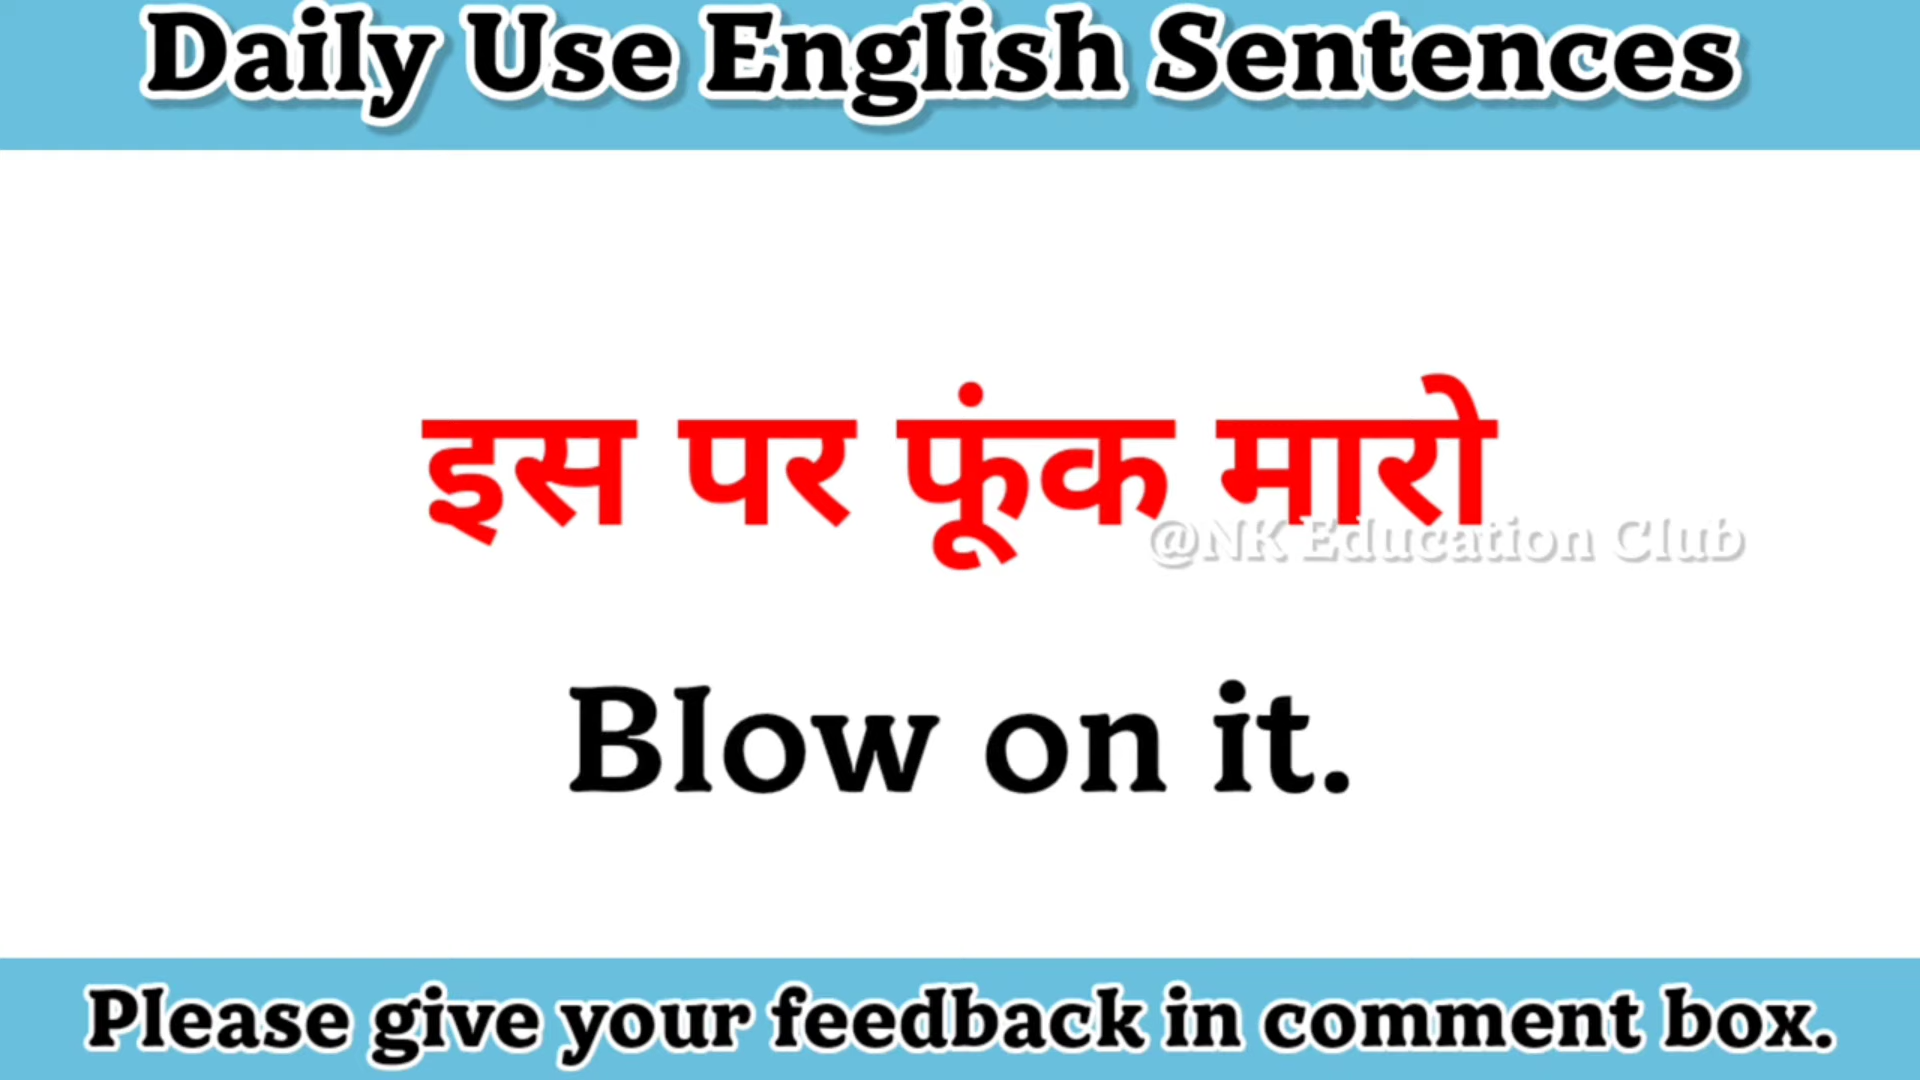 Daily Use English Sentences
इस पर फूंक मारो
@NK Education Club
Blow on it.
Please give your feedback in comment box.